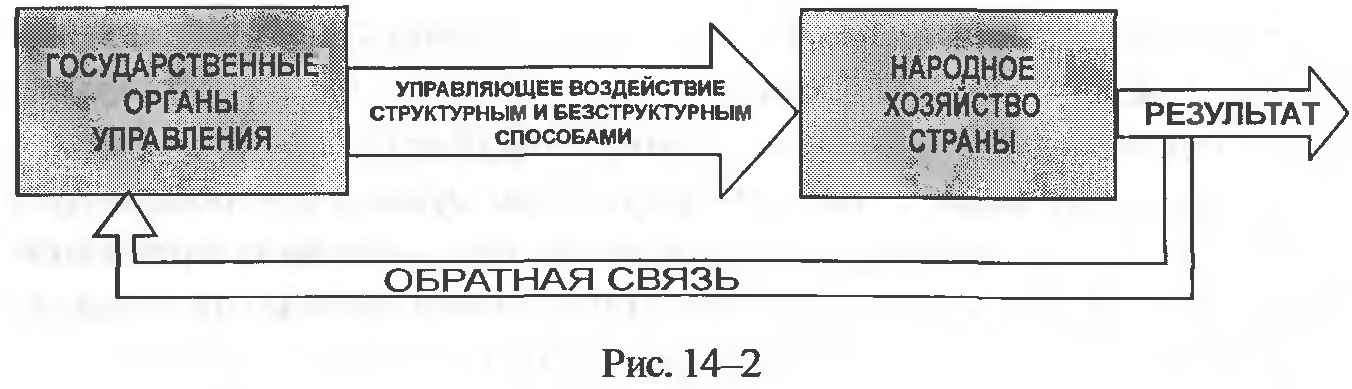 ГОСУДАРСТВЕННЫЕ
ОРГАНЫ
УПРАВЛЕНИЯ
УПРАВЛЯЮЩЕЕ ВОЗДЕЙСТВИЕ
СТРУКТУРНЫМ И БЕЗСТРУКТУРНЫМ
СПОСОБАМИ
НАРОДНОЕ
ХОЗЯЙСТВО
СТРАНЫ
РЕЗУЛЬТАТ
ОБРАТНАЯ СВЯЗЬ
Рис. 14–2